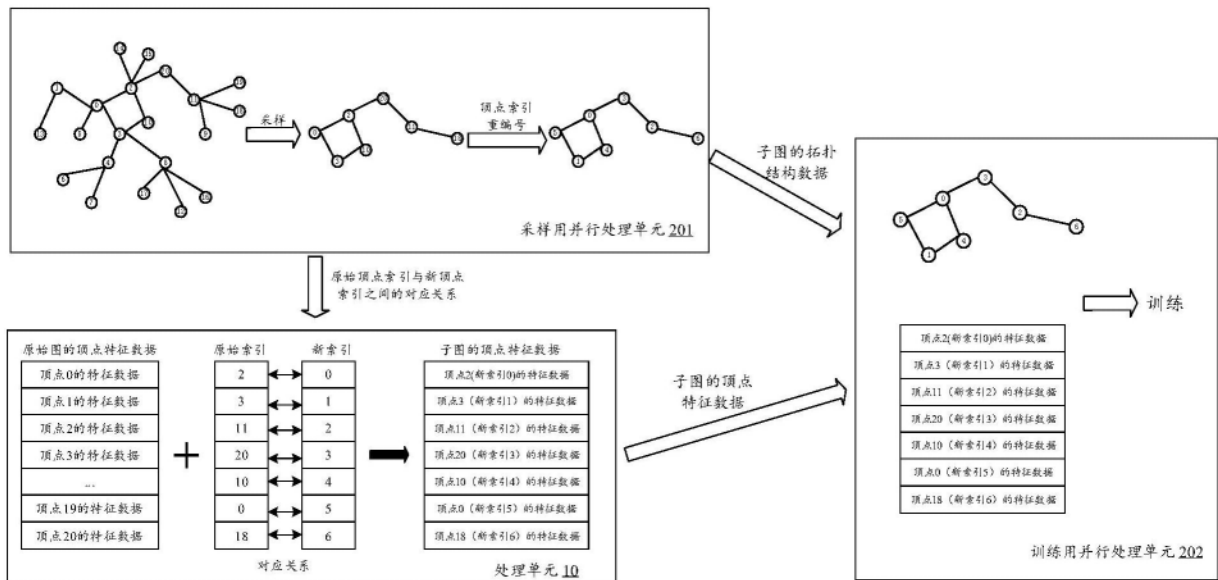 采样
顶点索引
重编号
0
2
3
采样用并行处理单元 201
子图的拓扑
结构数据
原始顶点索引与新顶点
索引之间的对应关系
原始图的顶点特征数据
顶点0的特征数据
顶点1的特征数据
顶点2的特征数据
顶点3的特征数据
...
顶点19的特征数据
顶点20的特征数据
+
原始索引
新索引
2
0
3
1
11
2
20
3
10
4
0
5
18
6
对应关系
子图的顶点特征数据
顶点2(新索引0)的特征数据
顶点3（新索引1）的特征数据
顶点11（新索引2）的特征数据
顶点20（新索引3）的特征数据
顶点10（新索引4）的特征数据
顶点0（新索引5）的特征数据
顶点18（新索引6）的特征数据
处理单元 10
子图的顶点
特征数据
3
0
2
5
6
4
1
训练
顶点2(新索引0)的特征数据
顶点3（新索引1）的特征数据
顶点11（新索引2）的特征数据
顶点20（新索引3）的特征数据
顶点10（新索引4）的特征数据
顶点0（新索引5）的特征数据
顶点18（新索引6）的特征数据
训练用并行处理单元 202